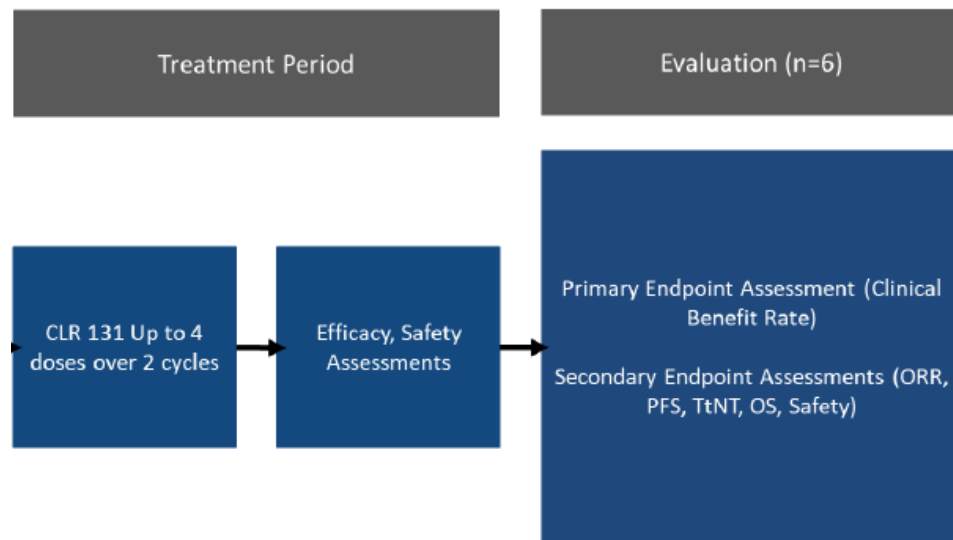 Treatment Period
Evaluation (n=6)
CLR 131 Up to 4
doses over 2 cycles
Efficacy, Safety
Assessments
Primary Endpoint Assessment (Clinical
Benefit Rate)
Secondary Endpoint Assessments (ORR,
PFS, TtNT, OS, Safety)